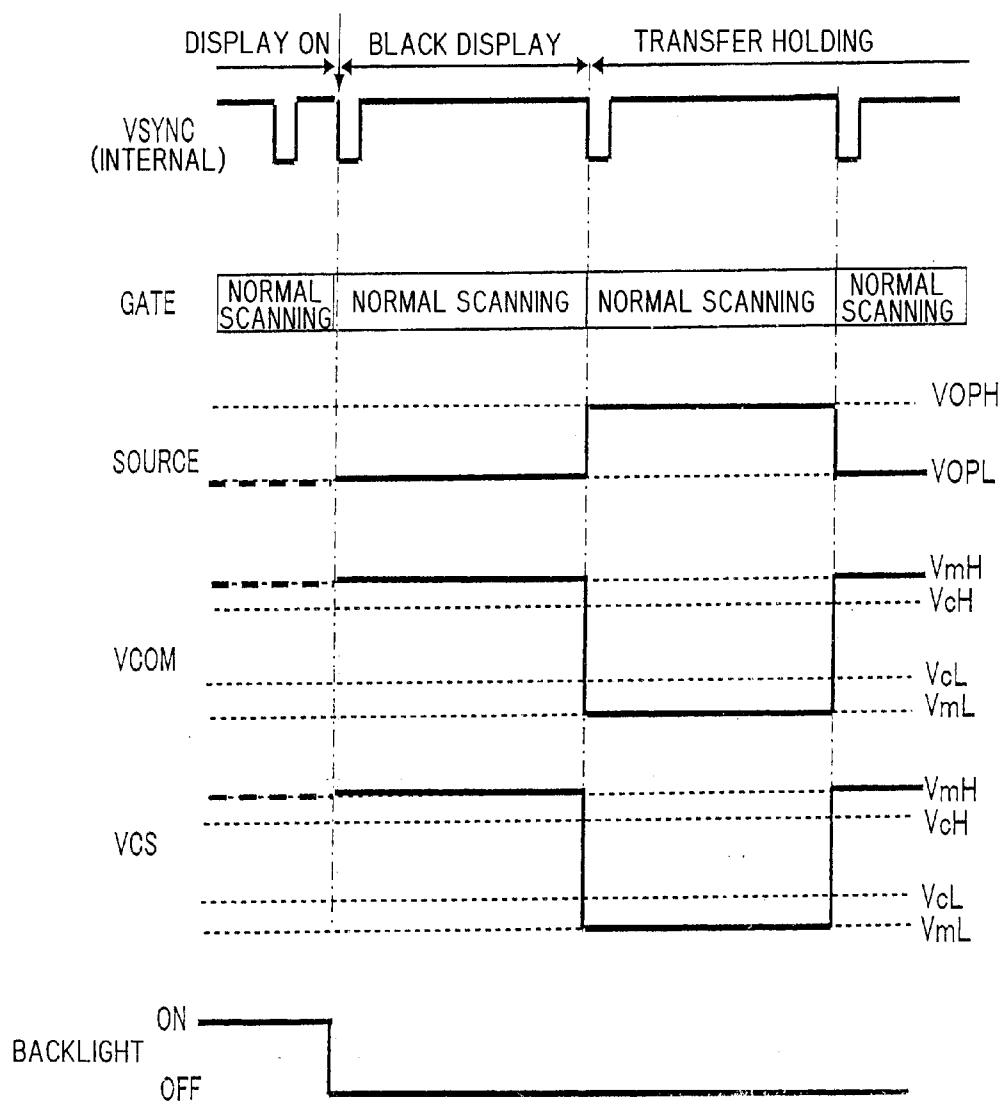 DISPLAY ON BLACK DISPLAY TRANSFER HOLDING
VSYNC
(INTERNAL)
GATE
NORMAL
SCANNING
NORMAL SCANNING
NORMAL SCANNING
NORMAL
SCANNING
VOPH
SOURCE
VOPL
VmH
VcH
VCOM
VcL
VmL
VmH
VcH
VCS
VcL
VmL
ON
BACKLIGHT
OFF